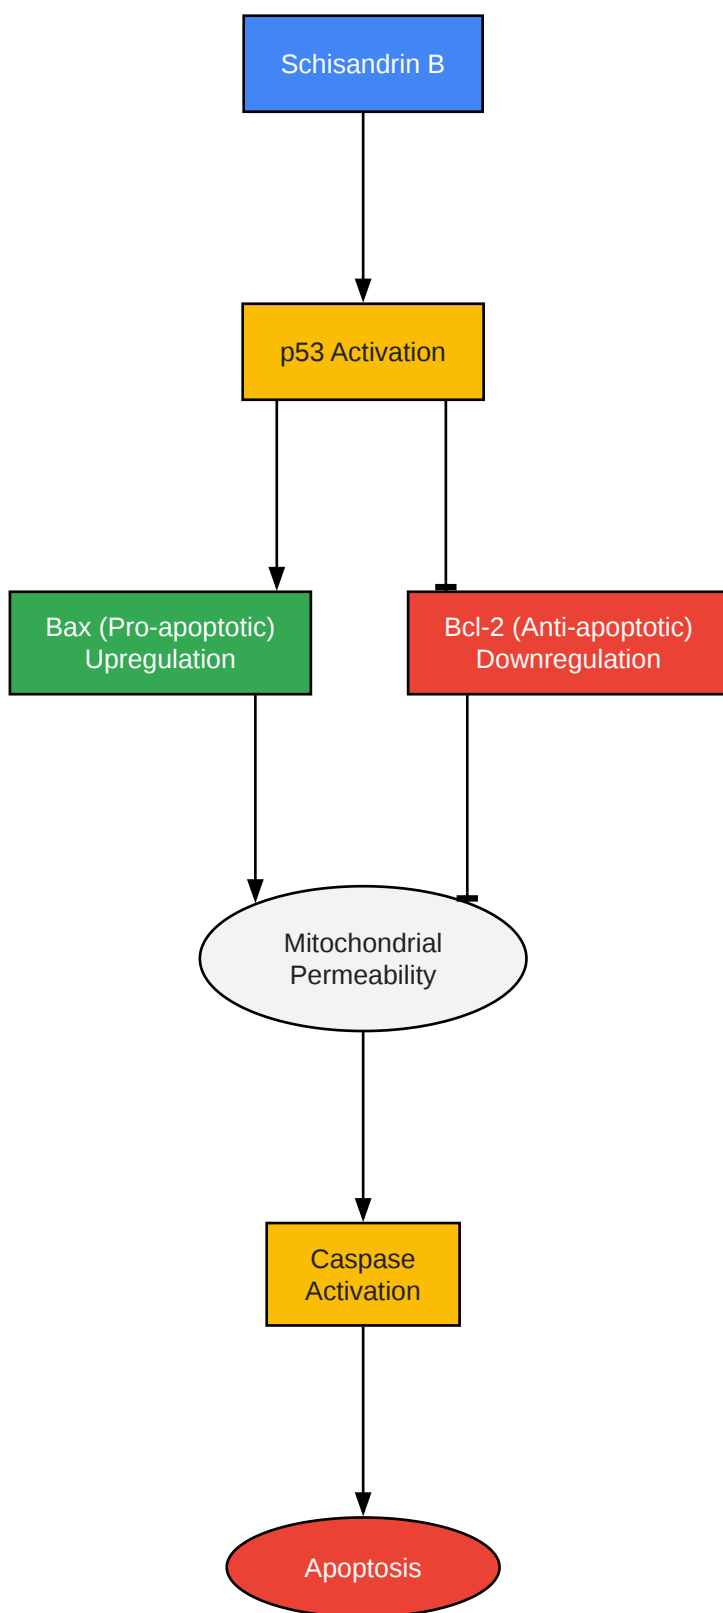 Schisandrin B
p53 Activation
Bax (Pro-apoptotic)
Upregulation
Bcl-2 (Anti-apoptotic)
Downregulation
Mitochondrial
Permeability
Caspase
Activation
Apoptosis